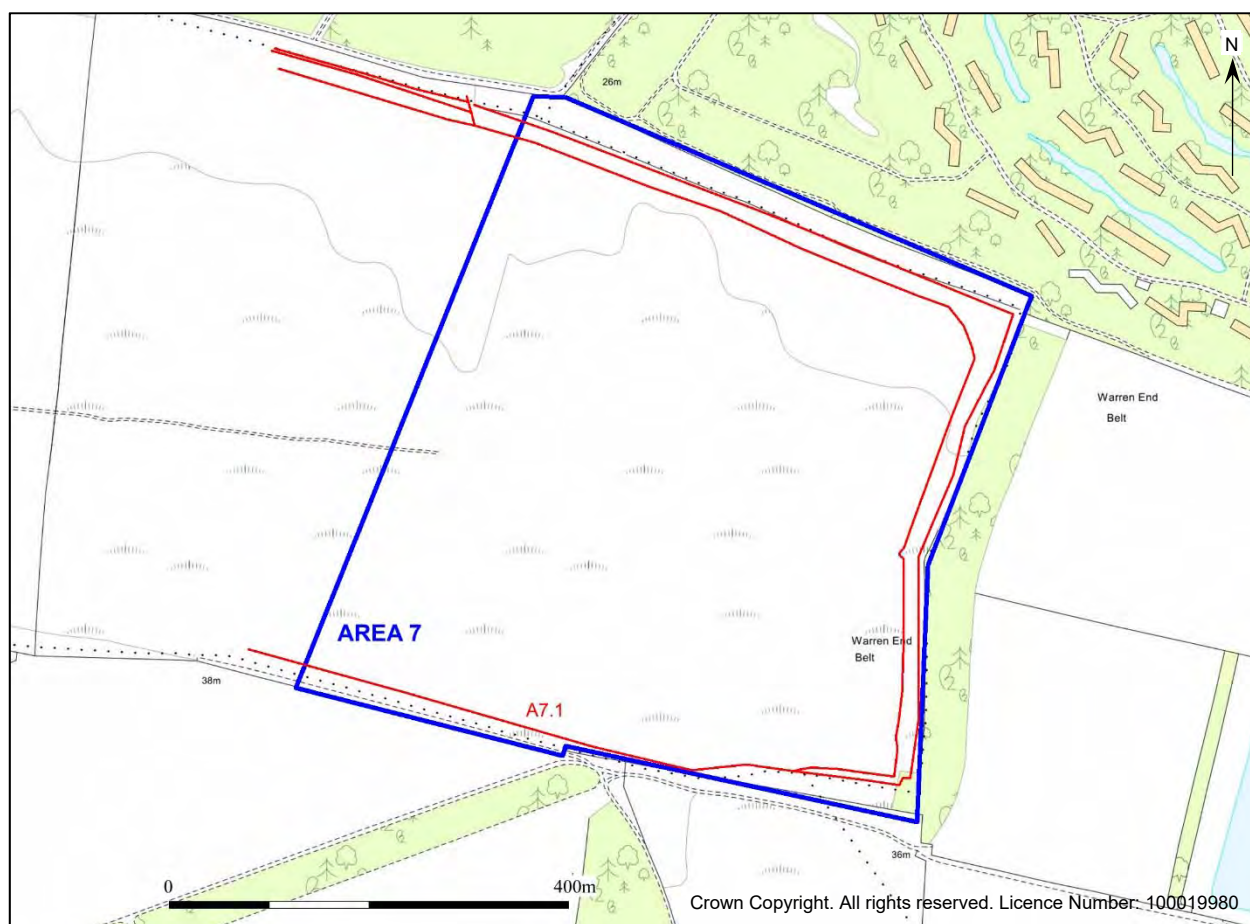 N
26m
Warren End
Belt
AREA 7
Warren End
Belt
38m
A7.1
36m
0
400m
Crown Copyright. All rights reserved. Licence Number: 100019980